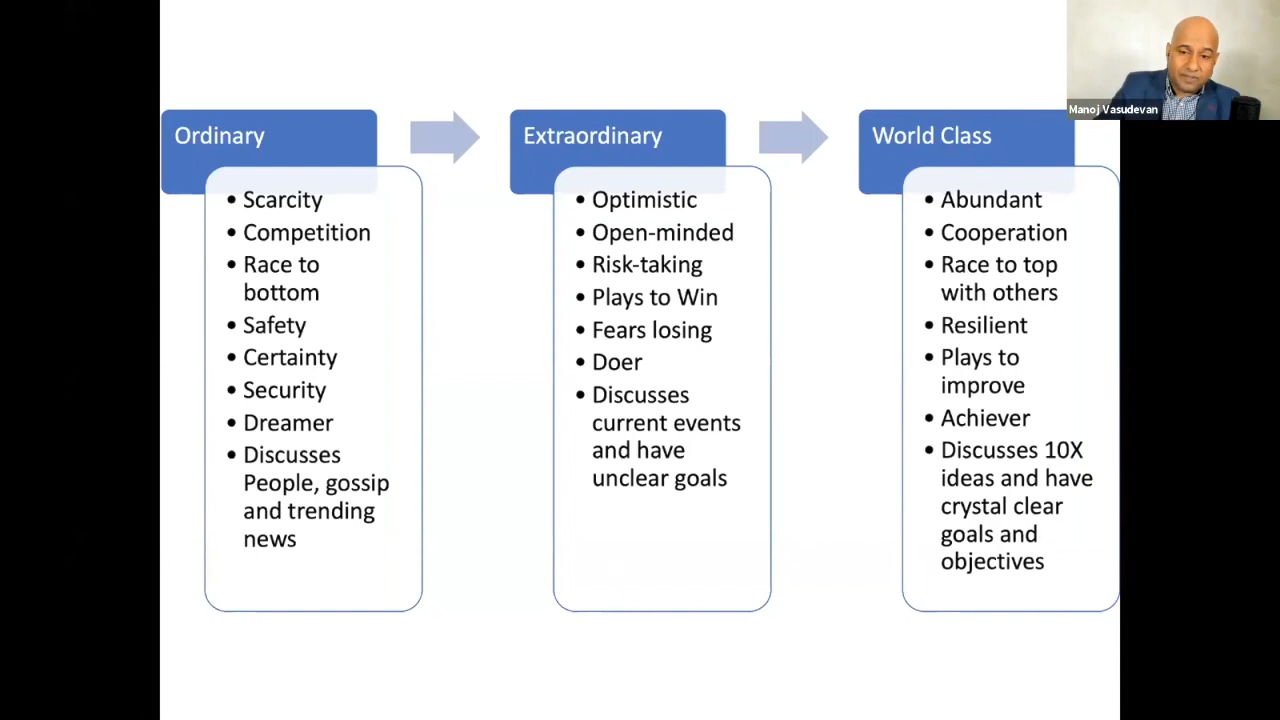 Manoj Vasudevan
Ordinary
• Scarcity
• Competition
• Race to
bottom
• Safety
• Certainty
• Security
• Dreamer
• Discusses
People, gossip
and trending
news
Extraordinary
• Optimistic
• Open-minded
• Risk-taking
• Plays to Win
• Fears losing
• Doer
• Discusses
current events
and have
unclear goals
World Class
• Abundant
• Cooperation
• Race to top
with others
• Resilient
• Plays to
improve
• Achiever
• Discusses 10X
ideas and have
crystal clear
goals and
objectives